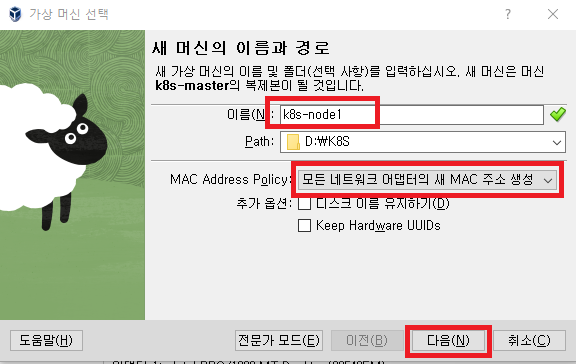 가상 머신 선택
새 머신의 이름과 경로
새 가상 머신의 이름 및 폴더(선택 사항)를 입력하십시오. 새 머신은 머신
k8s-master의 복제본이 될 것입니다.
이름(N): k8s-node1
Path: D:₩K8S
MAC Address Policy: 모든 네트워크 어댑터의 새 MAC 주소 생성
추가 옵션: 디스크 이름 유지하기(D)
Keep Hardware UUIDs
도움말(H) 전문가 모드(E) 이전(B) 다음(N) 취소(C)